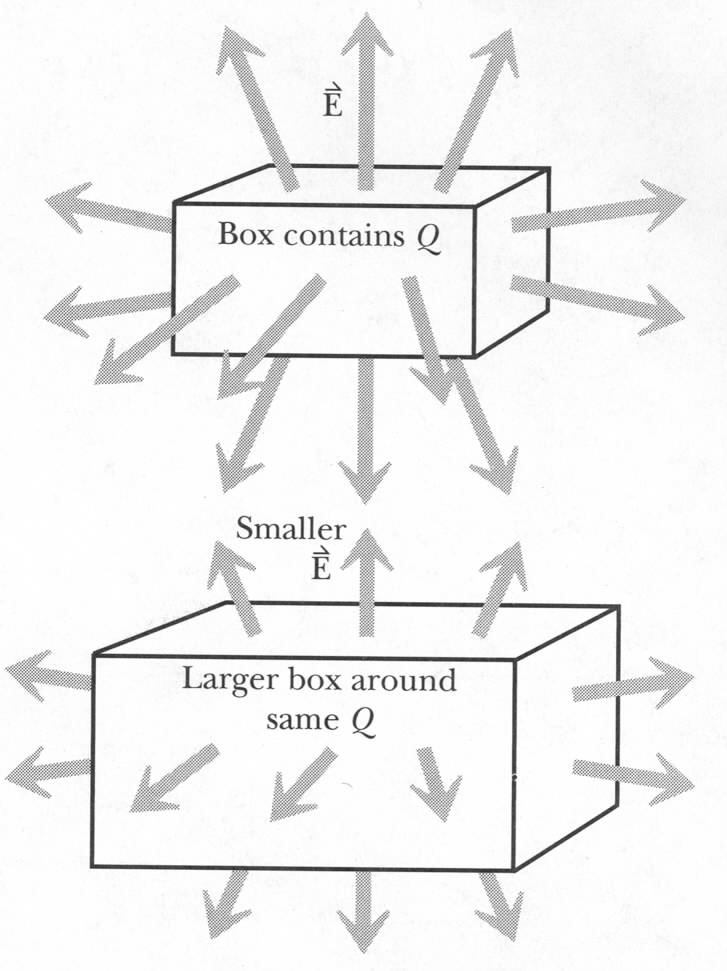 E⃗
Box contains Q
Smaller
E⃗
Larger box around
same Q